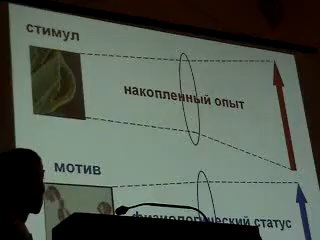 стимул
накопленный опыт
мотив
физиологический статус